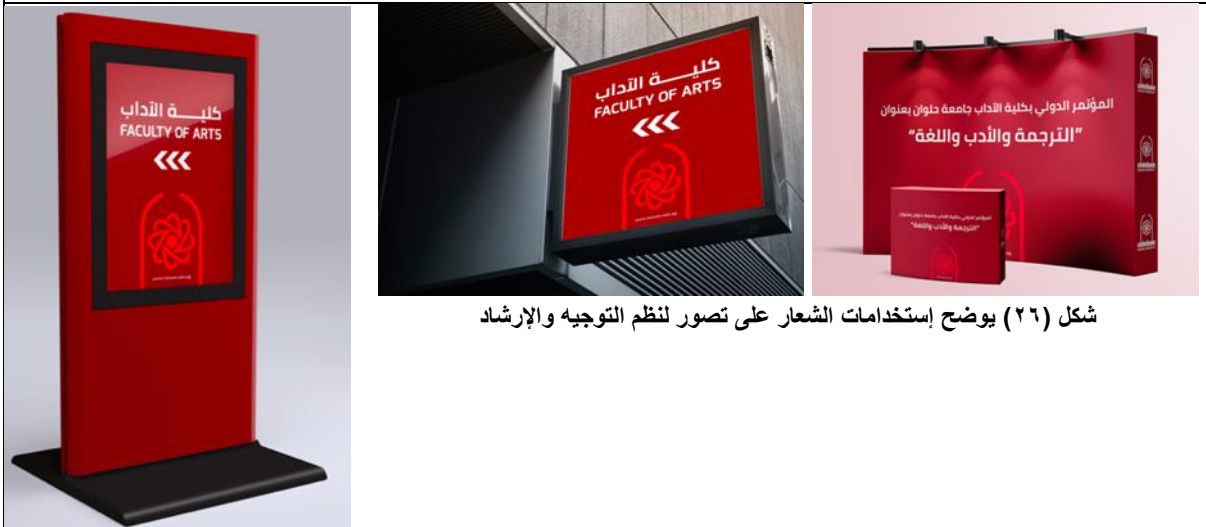 كليــــة الآداب
FACULTY OF ARTS
كليــــة الآداب
FACULTY OF ARTS
المؤتمر الدولي بكلية الآداب جامعة حلوان بعنوان
"الترجمة والأدب واللغة"
المؤتمر الدولي بكلية الآداب جامعة حلوان بعنوان
"الترجمة والأدب واللغة"
شكل (٢٦) يوضح إستخدامات الشعار على تصور لنظم التوجيه والإرشاد